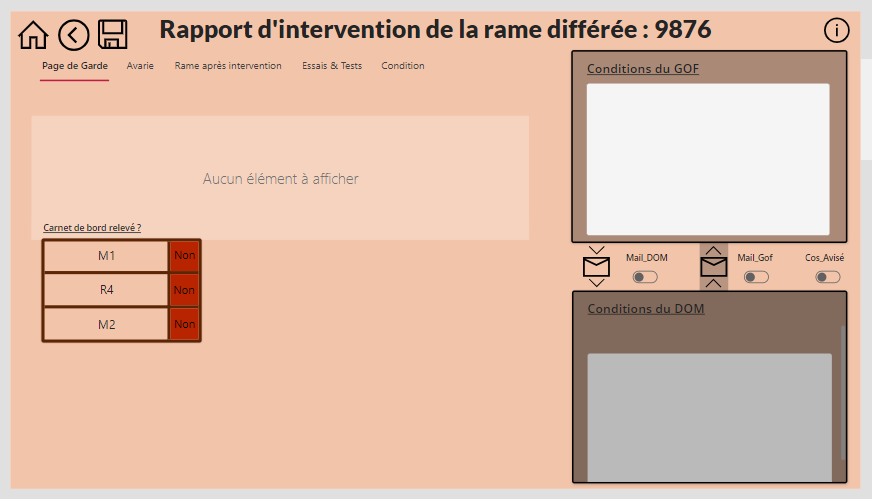 Rapport d'intervention de la rame différée : 9876
Page de Garde
Avarie
Rame après intervention
Essais & Tests
Condition
Conditions du GOF
Aucun élément à afficher
Carnet de bord relevé ?
M1
Non
R4
Non
M2
Non
Mail_DOM
Mail_Gof
Cos_Avisé
Conditions du DOM